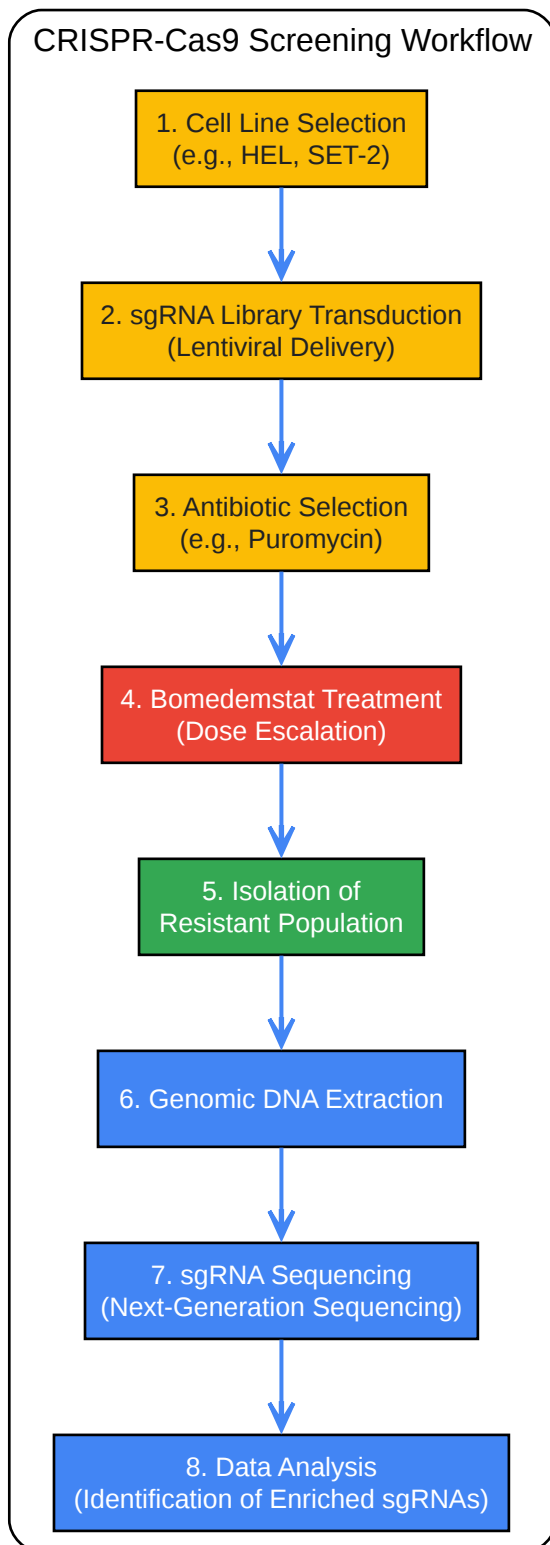 CRISPR-Cas9 Screening Workflow
1. Cell Line Selection
(e.g., HEL, SET-2)
2. sgRNA Library Transduction
(Lentiviral Delivery)
3. Antibiotic Selection
(e.g., Puromycin)
4. Bomedemstat Treatment
(Dose Escalation)
5. Isolation of
Resistant Population
6. Genomic DNA Extraction
7. sgRNA Sequencing
(Next-Generation Sequencing)
8. Data Analysis
(Identification of Enriched sgRNAs)